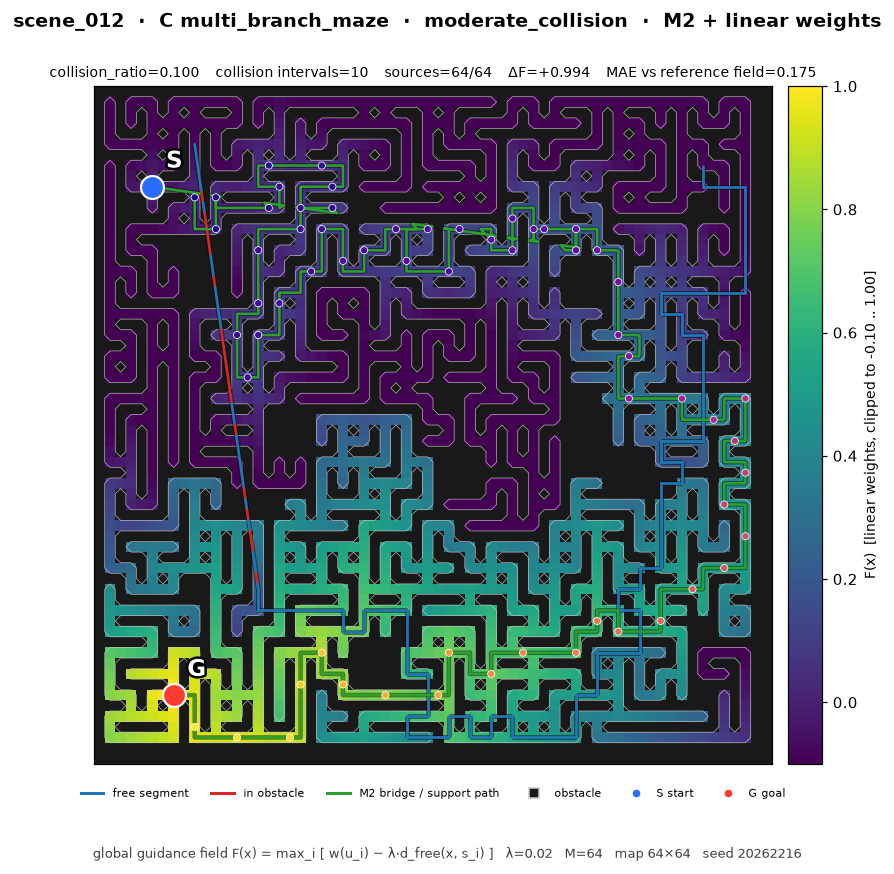 scene_012 · C multi_branch_maze · moderate_collision · M2 + linear weights
collision_ratio=0.100 collision intervals=10 sources=64/64 ΔF=+0.994 MAE vs reference field=0.175
S
G
1.0
0.8
0.6
0.4
0.2
0.0
F(x) [linear weights, clipped to -0.10 .. 1.00]
free segment
in obstacle
M2 bridge / support path
obstacle
S start
G goal
global guidance field F(x) = max_i [ w(u_i) − λ·d_free(x, s_i) ] λ=0.02 M=64 map 64×64 seed 20262216